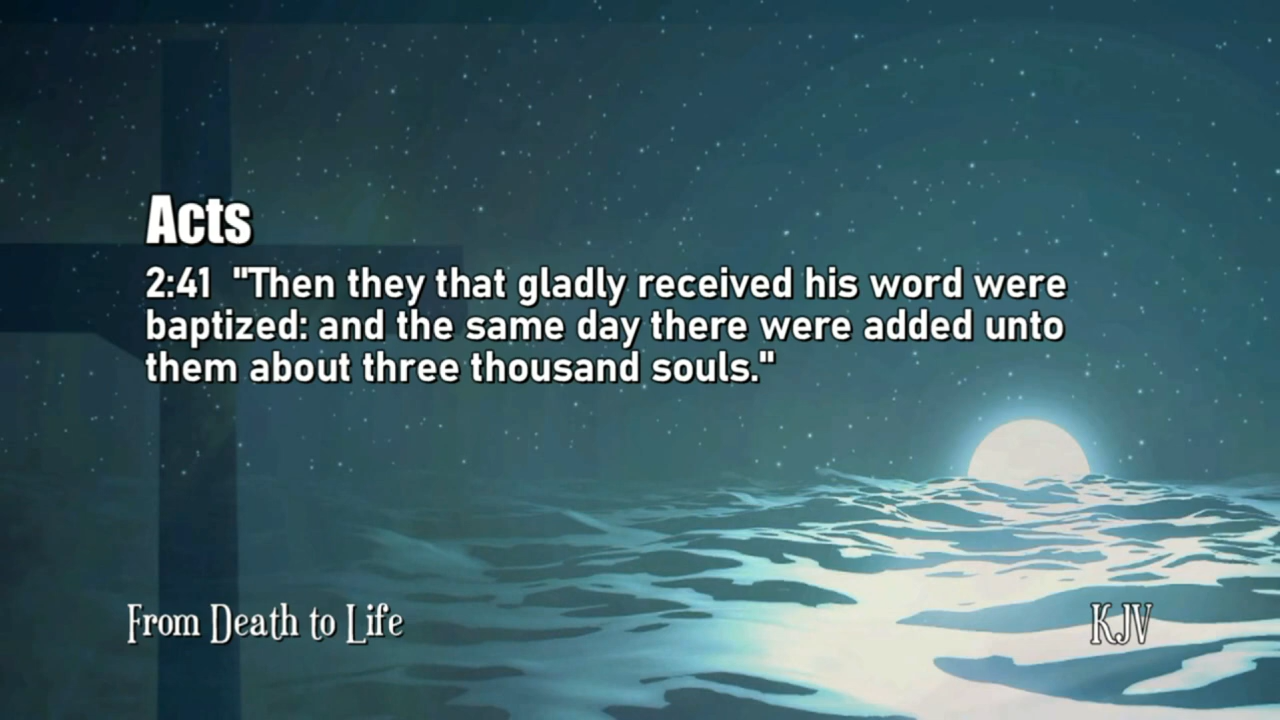 Acts
2:41 "Then they that gladly received his word were
baptized: and the same day there were added unto
them about three thousand souls."
From Death to Life
KJV